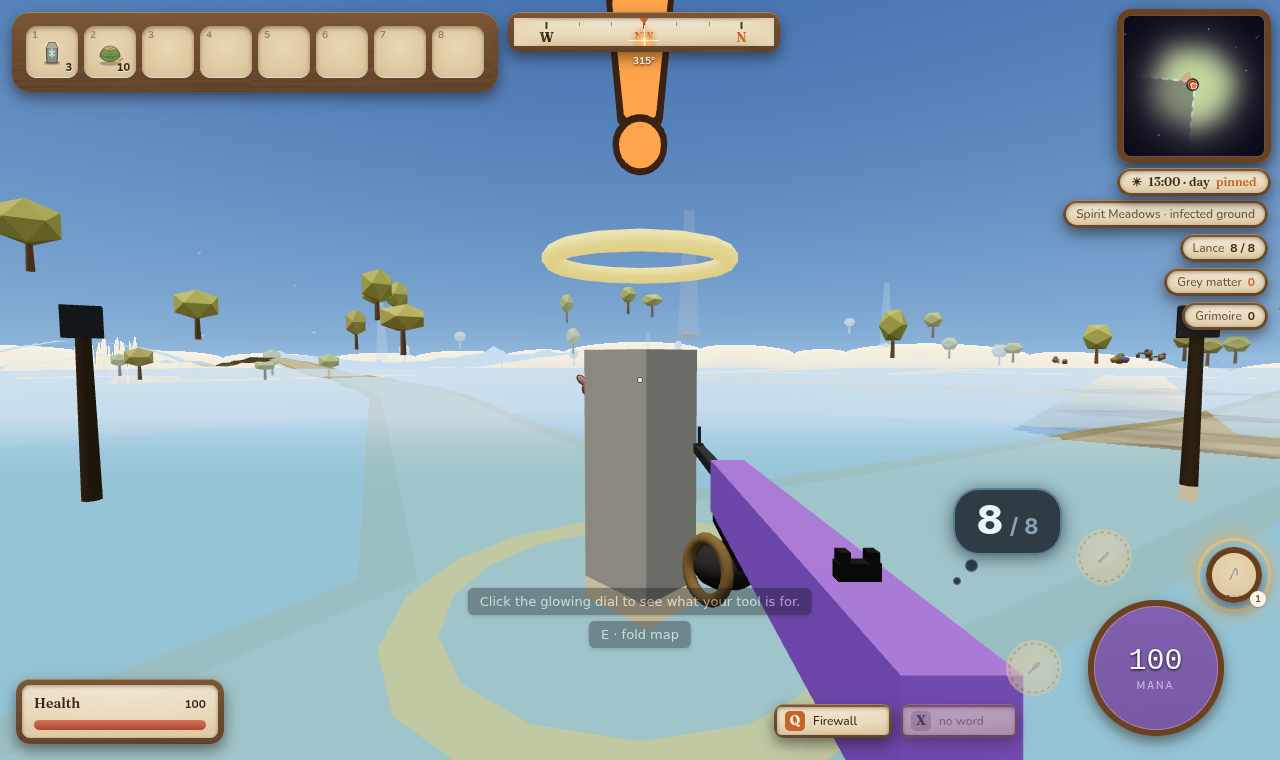 1 2 3 4 5 6 7 8
3 10
W NW N
315°
13:00 · day pinned
Spirit Meadows · infected ground
Lance 8 / 8
Grey matter 0
Grimoire 0
8 / 8
Click the glowing dial to see what your tool is for.
E · fold map
1
100
MANA
Health 100
Q Firewall
X no word